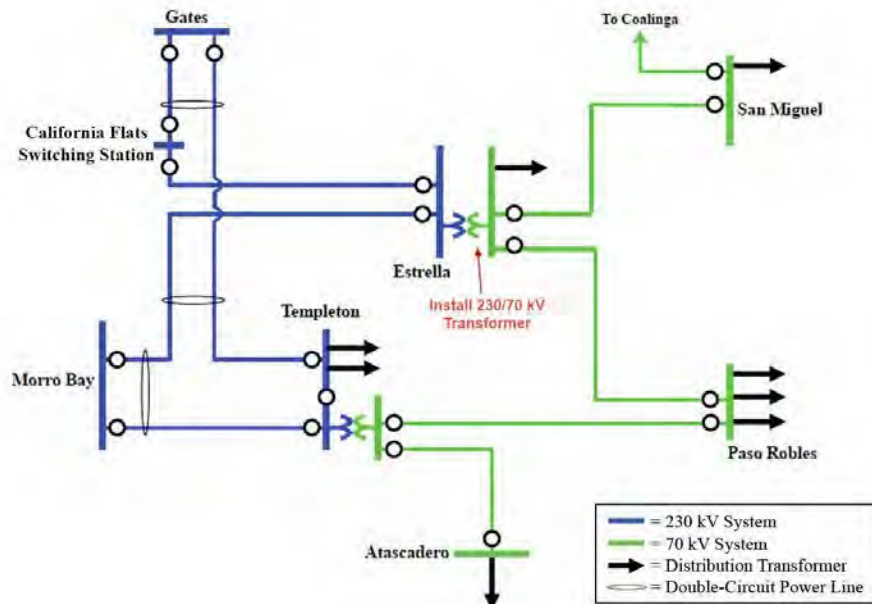 Gates
To Coalinga
San Miguel
California Flats
Switching Station
Estrella
Install 230/70 kV
Transformer
Templeton
Morro Bay
Paso Robles
Atascadero
= 230 kV System
= 70 kV System
= Distribution Transformer
= Double-Circuit Power Line